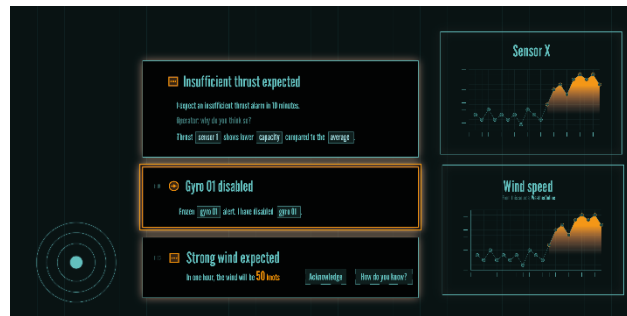 Insufficient thrust expected
I expect an insufficient thrust alarm in 10 minutes.
Operator: why do you think so?
Thrust sensor 1 shows lower capacity compared to the average .
Gyro 01 disabled
Frozen gyro 01 alert. I have disabled gyro 01 .
Strong wind expected
In one hour, the wind will be 50 knots
Acknowledge
How do you know?
Sensor X
Wind speed